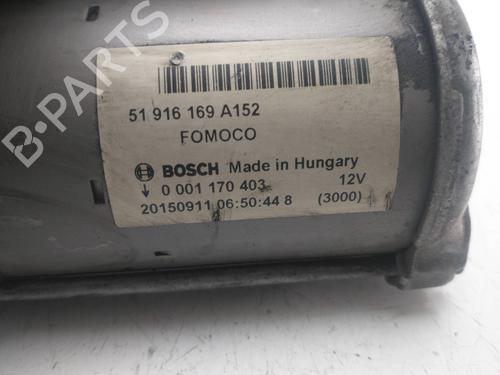 51 916 169 A152
FOMOCO
BOSCH Made in Hungary
0 001 170 403 12V
20150911 06:50:44 8 (3000)
B-PARTS